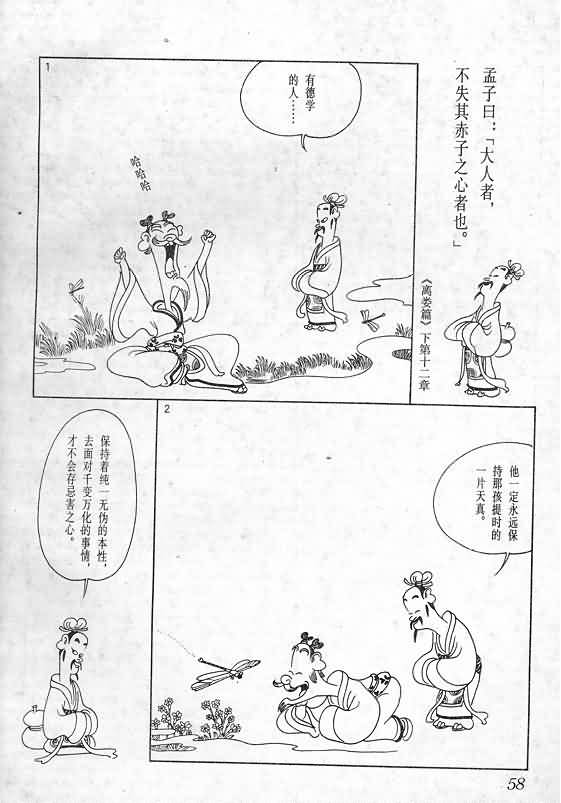 孟子曰：「大人者，
不失其赤子之心者也。」
《离娄篇》下第十二章
1
有德学
的人……
哈哈哈
2
他一定永远保
持那孩提时的
一片天真。
保持着纯一无伪的本性，
去面对千变万化的事情，
才不会存忌害之心。
58